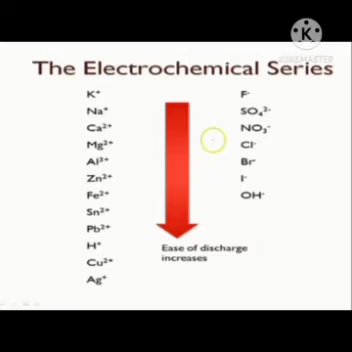 KINEMASTER
The Electrochemical Series
K⁺ F⁻
Na⁺ SO₄²⁻
Ca²⁺ NO₃⁻
Mg²⁺ Cl⁻
Al³⁺ Br⁻
Zn²⁺ I⁻
Fe²⁺ OH⁻
Sn²⁺
Pb²⁺
H⁺
Cu²⁺
Ag⁺
Ease of discharge
increases